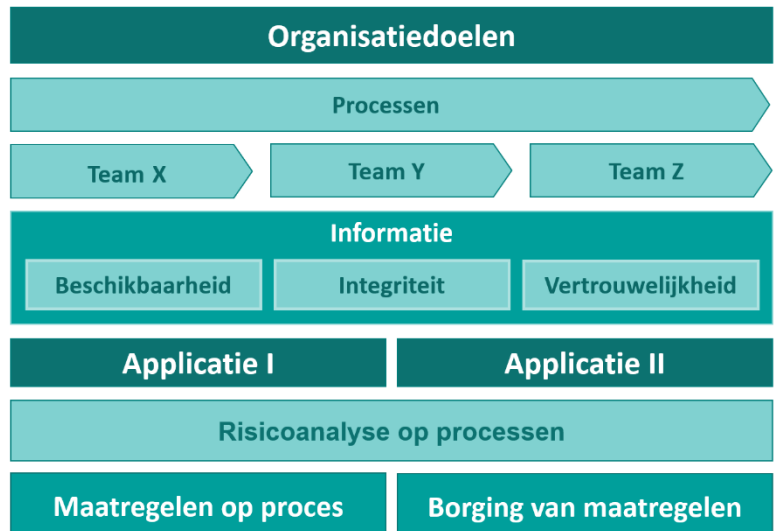 Organisatiedoelen
Processen
Team X
Team Y
Team Z
Informatie
Beschikbaarheid
Integriteit
Vertrouwelijkheid
Applicatie I
Applicatie II
Risicoanalyse op processen
Maatregelen op proces
Borging van maatregelen